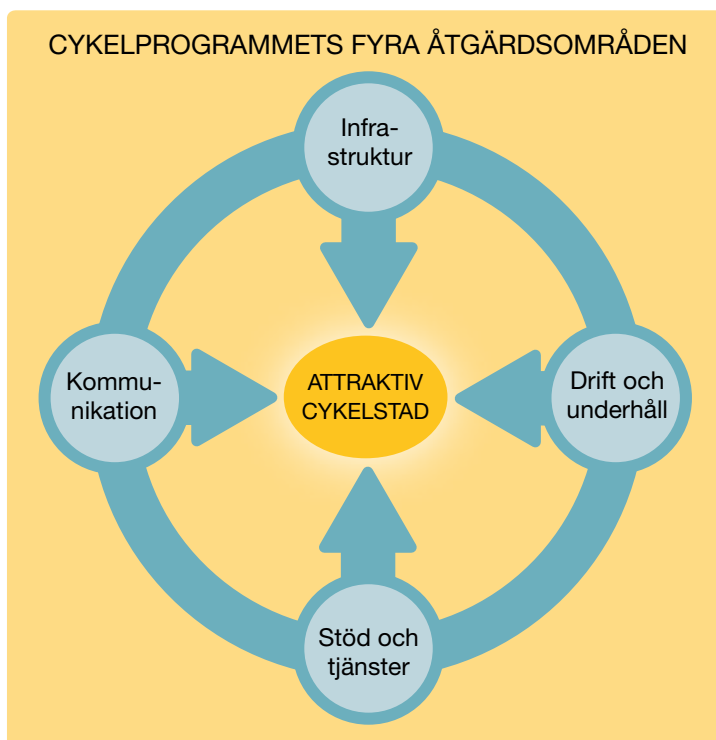 CYKELPROGRAMMETS FYRA ÅTGÄRDSOMRÅDEN
Infra-
struktur
Kommu-
nikation
ATTRAKTIV
CYKELSTAD
Drift och
underhåll
Stöd och
tjänster